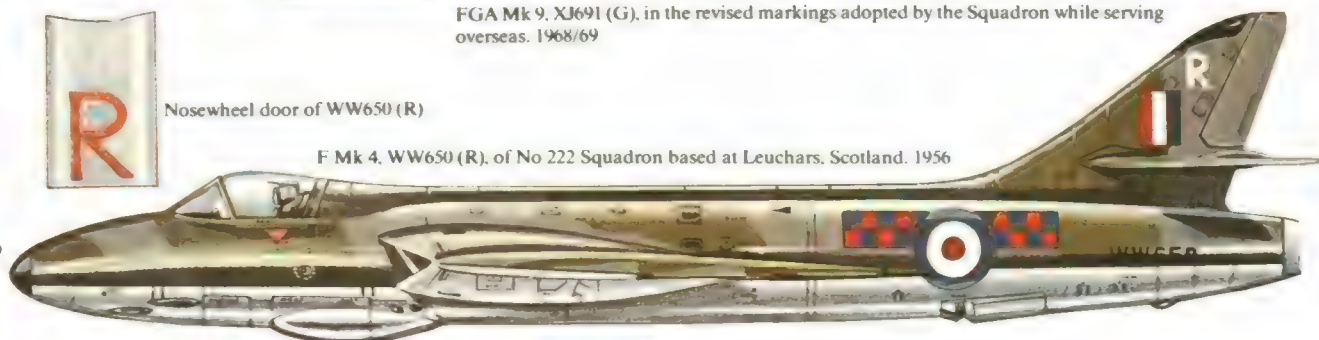 FGA Mk 9, XJ691 (G), in the revised markings adopted by the Squadron while serving
overseas. 1968/69
R
Nosewheel door of WW650 (R)
F Mk 4, WW650 (R), of No 222 Squadron based at Leuchars, Scotland. 1956
R
WW650